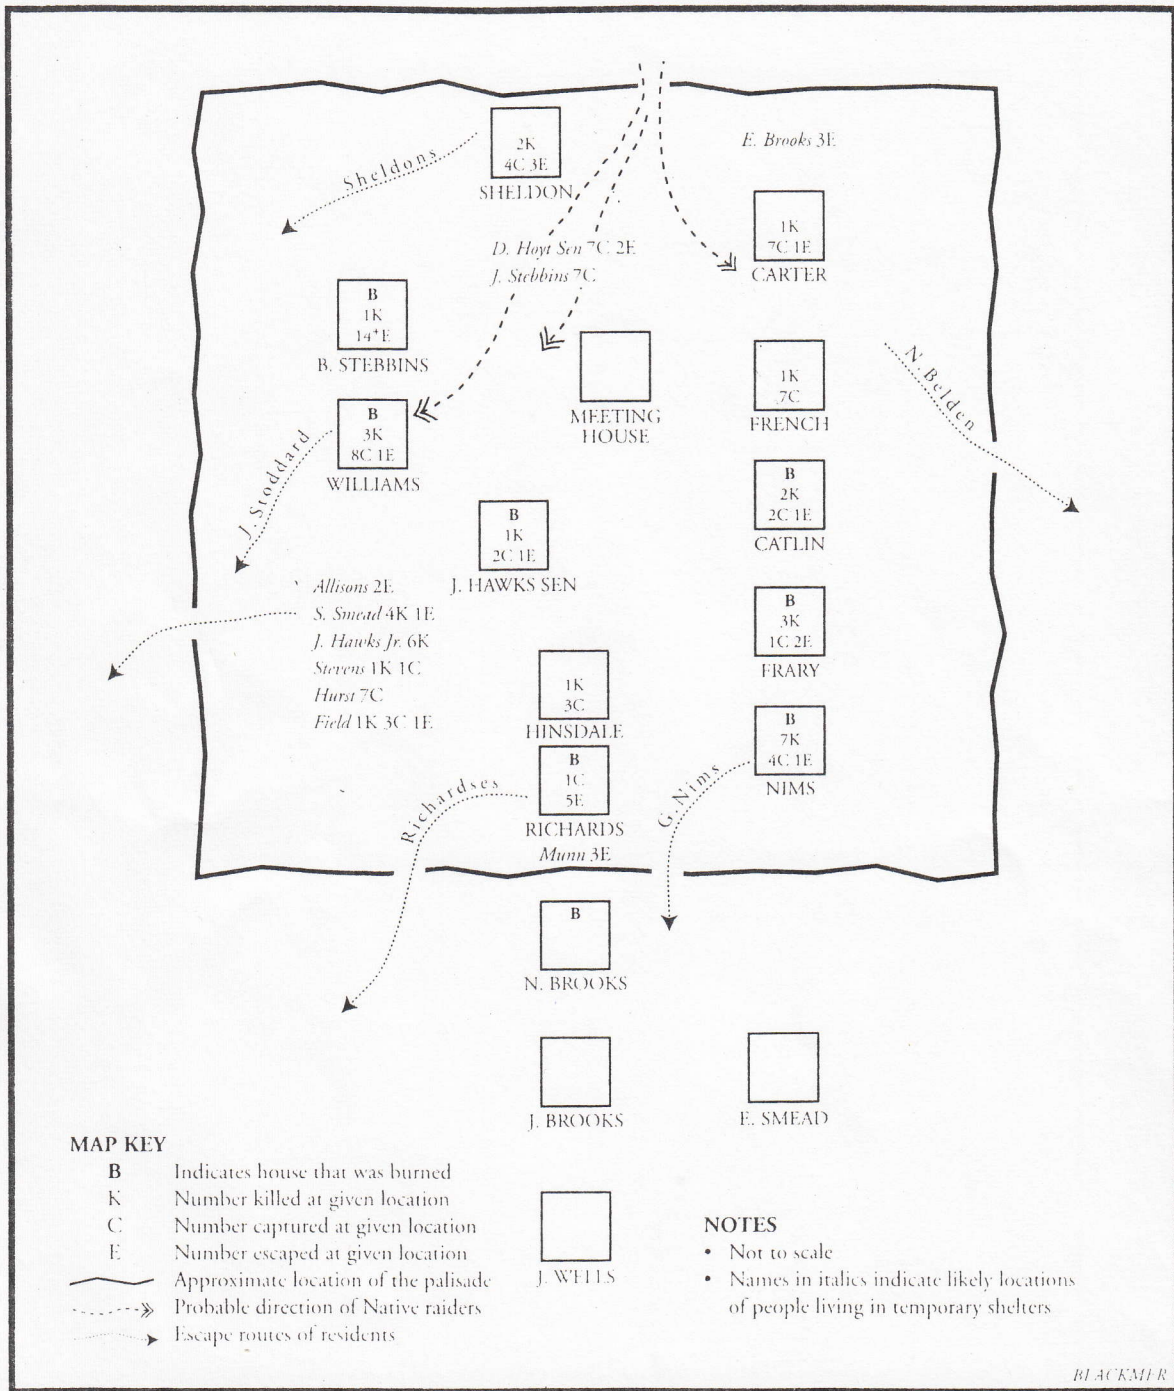 2K
4C 3E
SHELDON
Sheldons
E. Brooks 3E
1K
7C 1E
CARTER
D. Hoyt Sen 7C 2E
J. Stebbins 7C
B
1K
14+E
B. STEBBINS
MEETING
HOUSE
1K
7C
FRENCH
N. Belden
B
3K
8C 1E
WILLIAMS
J. Stoddard
B
2K
2C 1E
CATLIN
B
1K
2C 1E
J. HAWKS SEN
Allisons 2E
S. Smead 4K 1E
J. Hawks Jr. 6K
Stevens 1K 1C
Hurst 7C
Field 1K 3C 1E
B
3K
1C 2E
FRARY
1K
3C
HINSDALE
B
7K
4C 1E
NIMS
G. Nims
Richardses
B
1C
5E
RICHARDS
Munn 3E
B
N. BROOKS
J. BROOKS
E. SMEAD
J. WELLS
MAP KEY
B Indicates house that was burned
K Number killed at given location
C Number captured at given location
E Number escaped at given location
Approximate location of the palisade
Probable direction of Native raiders
Escape routes of residents
NOTES
• Not to scale
• Names in italics indicate likely locations
of people living in temporary shelters
BLACKMER